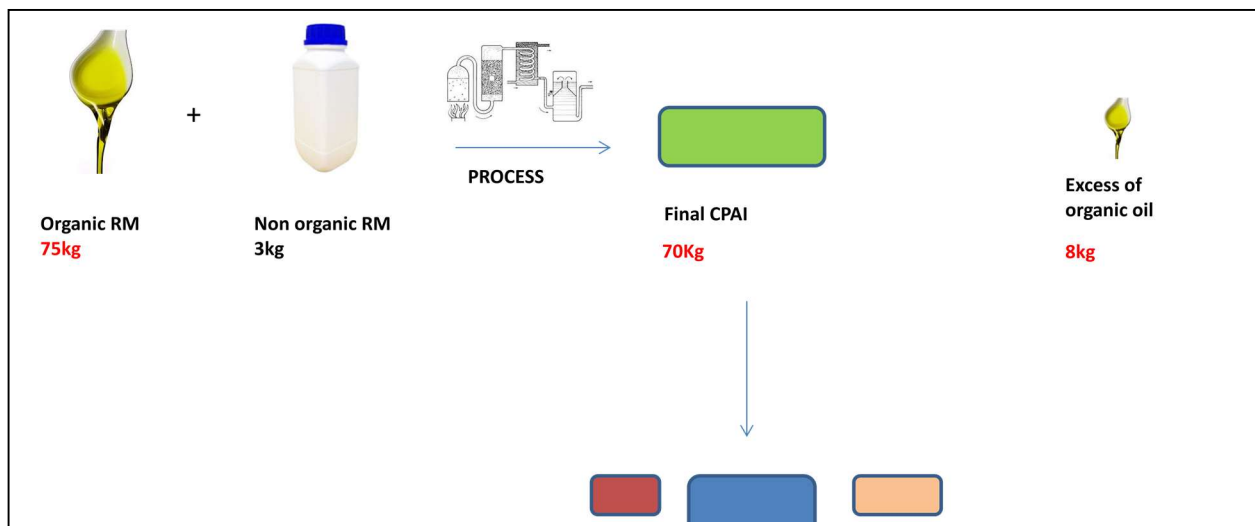 +
PROCESS
Organic RM
75kg
Non organic RM
3kg
Final CPAI
70Kg
Excess of
organic oil
8kg